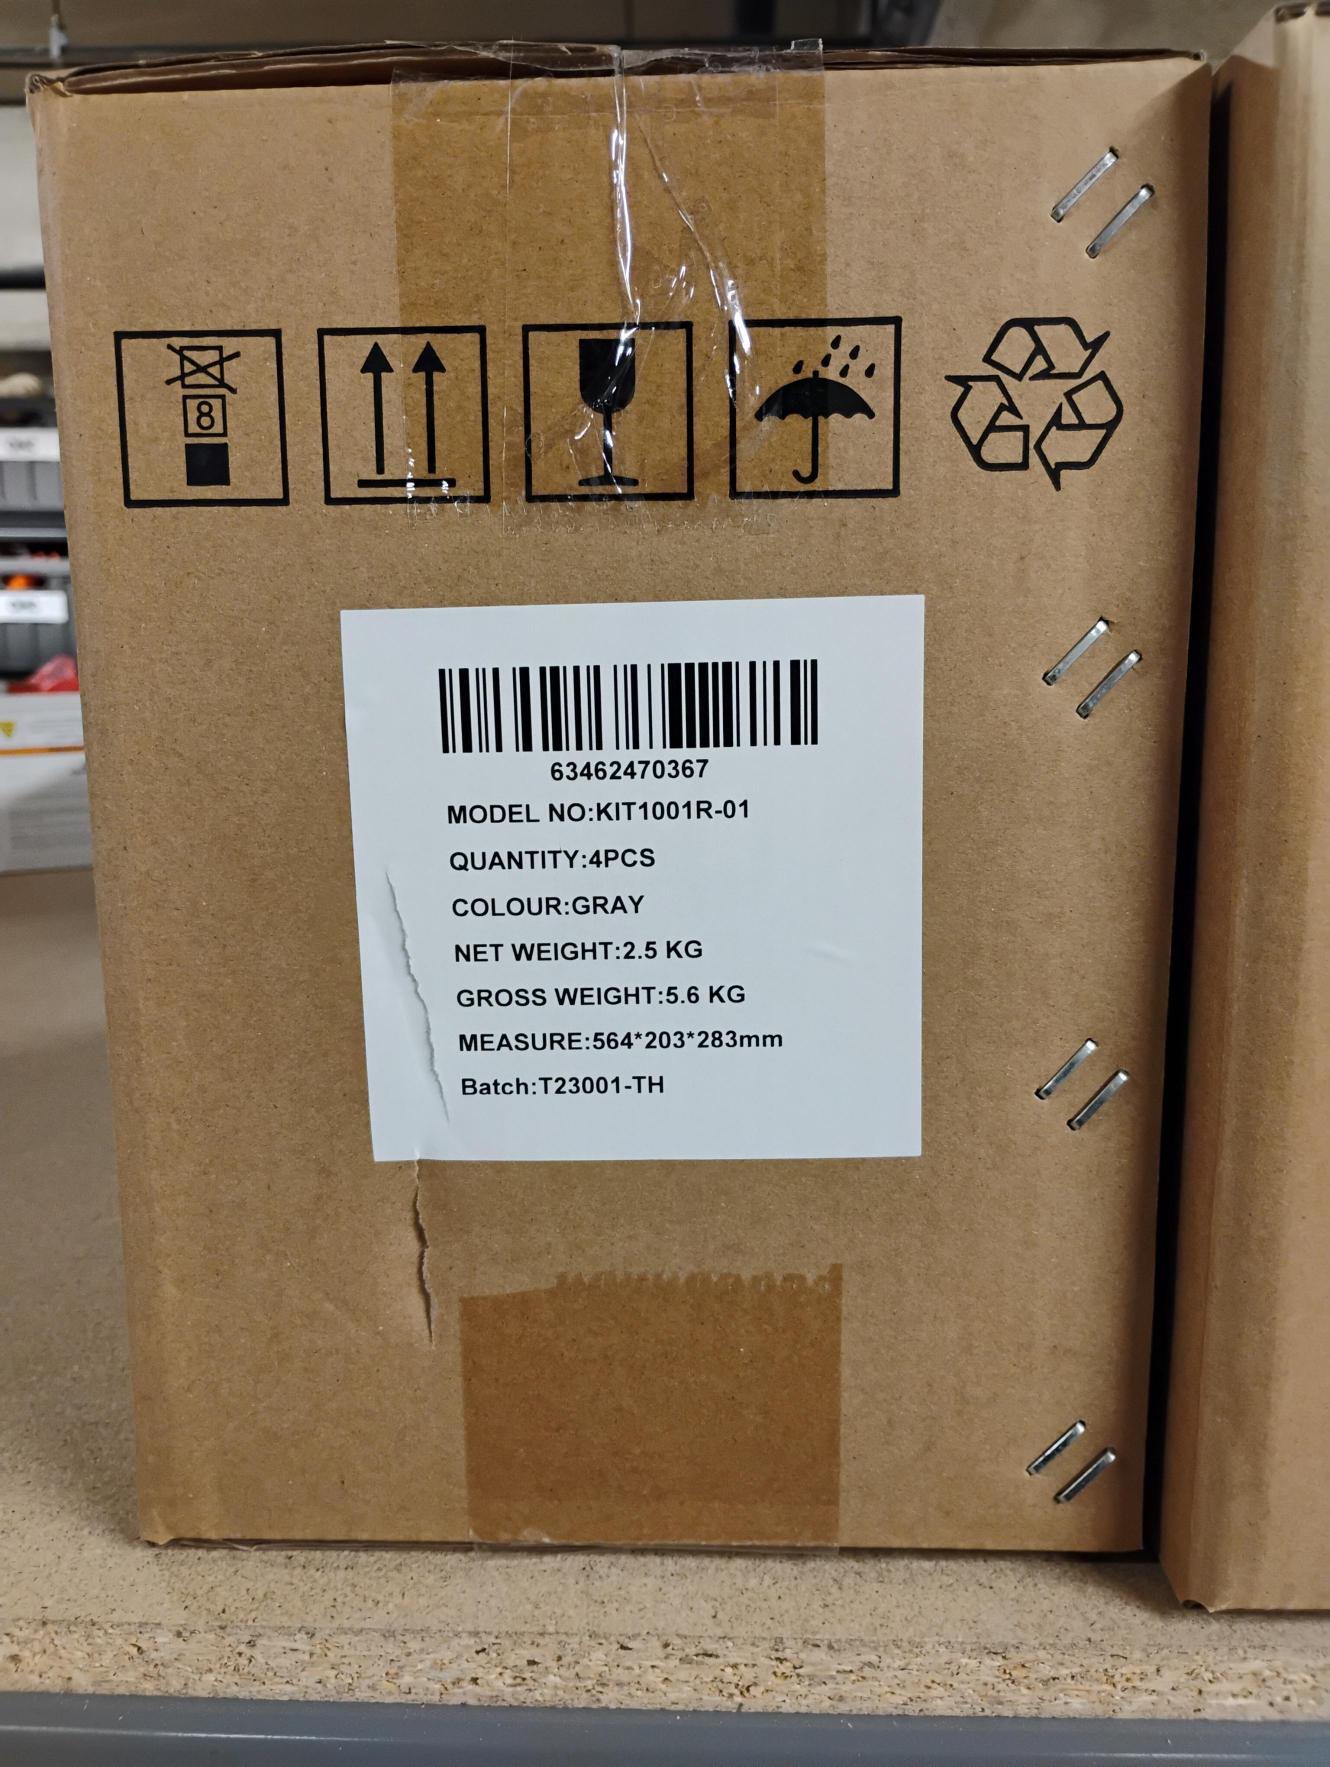 8
63462470367
MODEL NO:KIT1001R-01
QUANTITY:4PCS
COLOUR:GRAY
NET WEIGHT:2.5 KG
GROSS WEIGHT:5.6 KG
MEASURE:564*203*283mm
Batch:T23001-TH